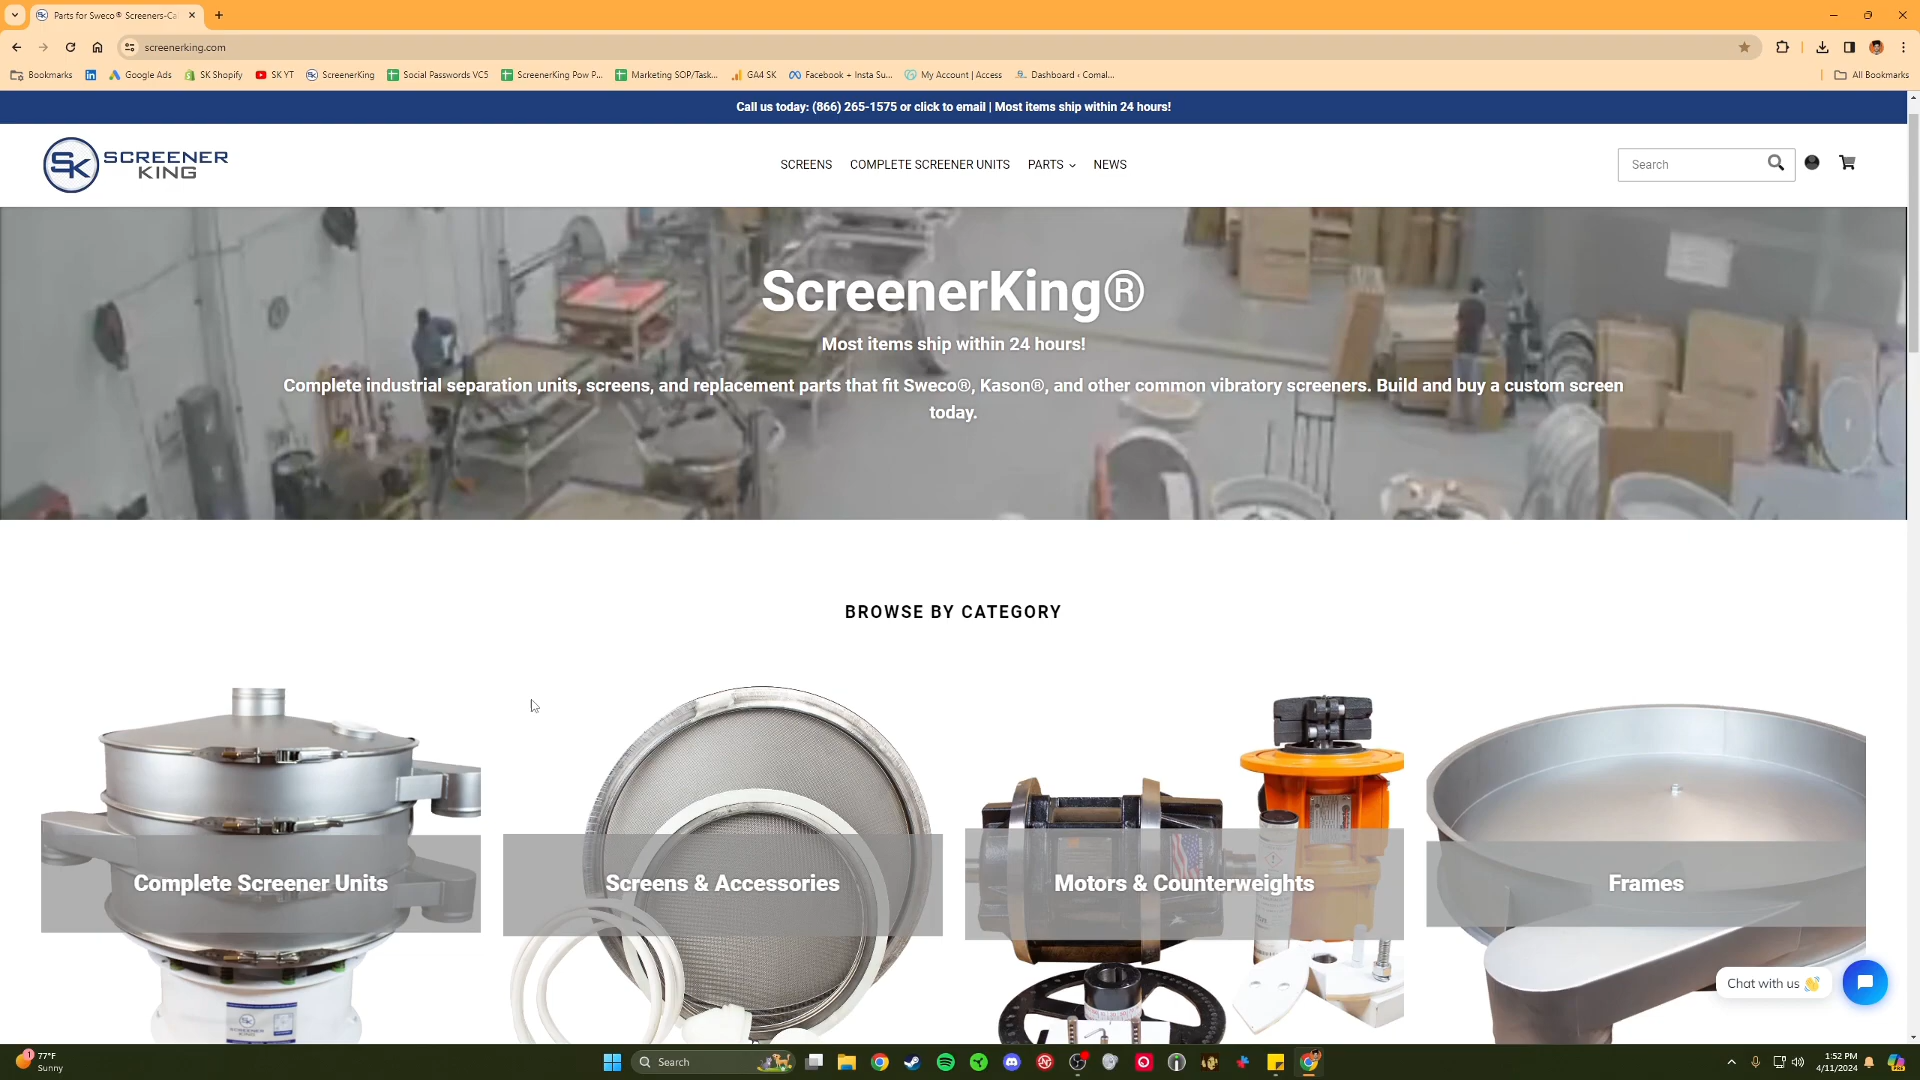 Parts for Sweco® Screeners-Ca
screenerking.com
Bookmarks
Google Ads
SK Shopify
SK YT
ScreenerKing
Social Passwords VC5
ScreenerKing Pow P...
Marketing SOP/Task...
GA4 SK
Facebook + Insta Su...
My Account | Access
Dashboard ‹ Comal...
All Bookmarks
Call us today: (866) 265-1575 or click to email | Most items ship within 24 hours!
SK SCREENER
KING
SCREENS
COMPLETE SCREENER UNITS
PARTS
NEWS
Search
ScreenerKing®
Most items ship within 24 hours!
Complete industrial separation units, screens, and replacement parts that fit Sweco®, Kason®, and other common vibratory screeners. Build and buy a custom screen
today.
BROWSE BY CATEGORY
Complete Screener Units
Screens & Accessories
Motors & Counterweights
Frames
Chat with us 👋
1
77°F
Sunny
Search
1:52 PM
4/11/2024